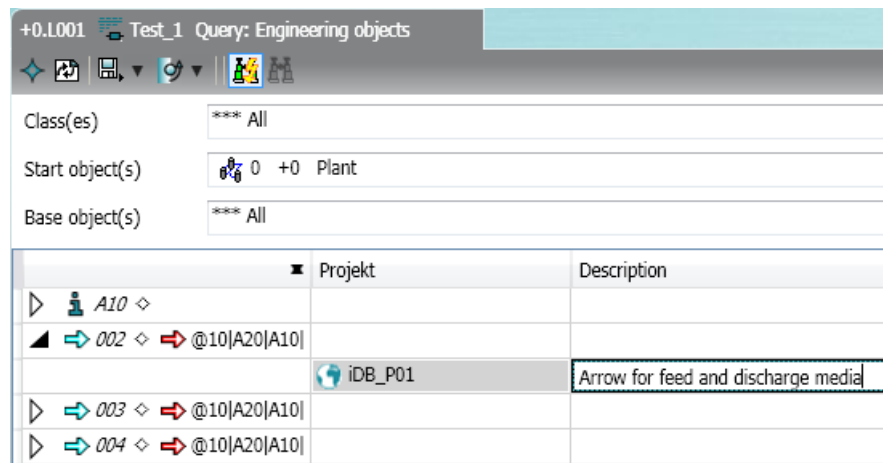 +0.L001 Test_1 Query: Engineering objects
Class(es) *** All
Start object(s) 0 +0 Plant
Base object(s) *** All
Projekt Description
A10
002 @10|A20|A10|
iDB_P01 Arrow for feed and discharge media
003 @10|A20|A10|
004 @10|A20|A10|